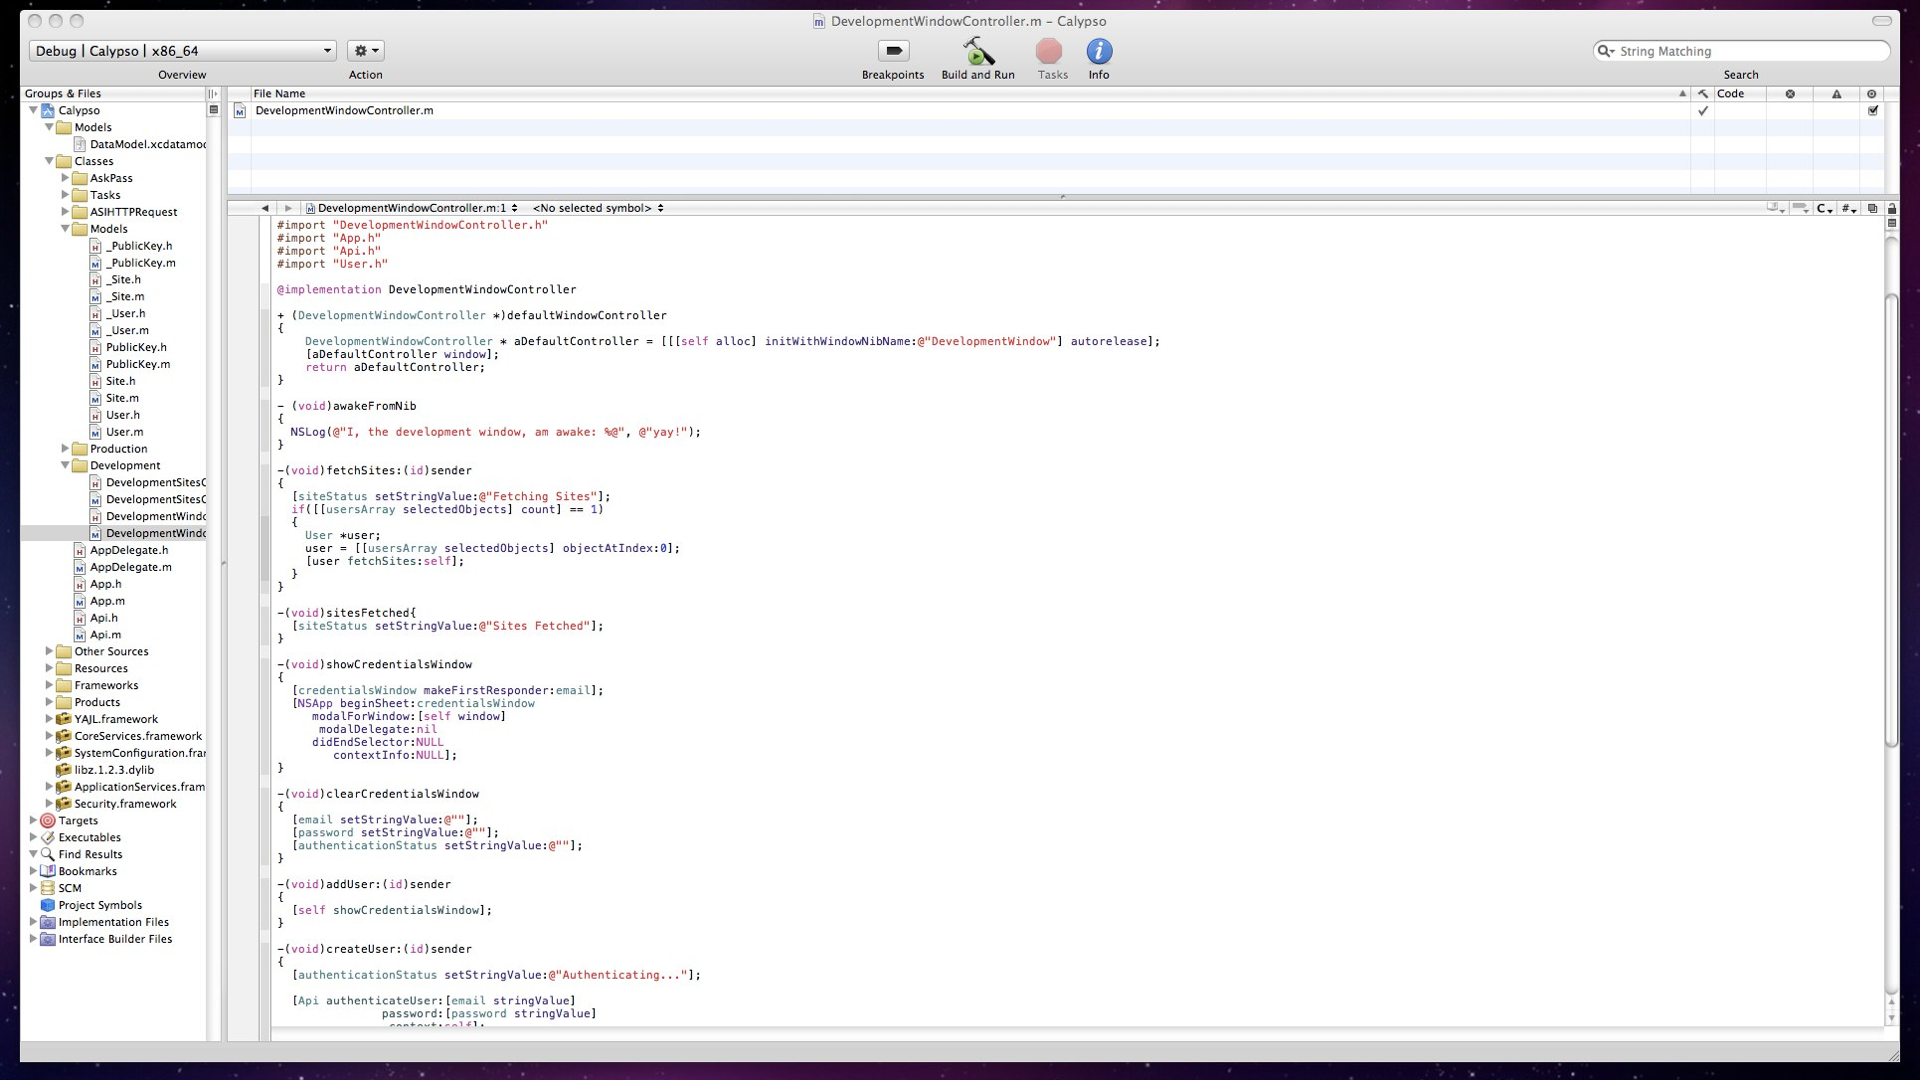 DevelopmentWindowController.m – Calypso
Debug | Calypso | x86_64
String Matching
Overview
Action
Breakpoints
Build and Run
Tasks
Info
Search
Groups & Files
Calypso
Models
DataModel.xcdatamo
Classes
AskPass
Tasks
ASIHTTPRequest
Models
_PublicKey.h
_PublicKey.m
_Site.h
_Site.m
_User.h
_User.m
PublicKey.h
PublicKey.m
Site.h
Site.m
User.h
User.m
Production
Development
DevelopmentSitesC
DevelopmentSitesC
DevelopmentWindo
DevelopmentWindo
AppDelegate.h
AppDelegate.m
App.h
App.m
Api.h
Api.m
Other Sources
Resources
Frameworks
Products
YAJL.framework
CoreServices.framework
SystemConfiguration.frar
libz.1.2.3.dylib
ApplicationServices.fram
Security.framework
Targets
Executables
Find Results
Bookmarks
SCM
Project Symbols
Implementation Files
Interface Builder Files
File Name
Code
DevelopmentWindowController.m
DevelopmentWindowController.m:1
<No selected symbol>
C
#
#import "DevelopmentWindowController.h"
#import "App.h"
#import "Api.h"
#import "User.h"
@implementation DevelopmentWindowController
+ (DevelopmentWindowController *)defaultWindowController
{
DevelopmentWindowController * aDefaultController = [[[self alloc] initWithWindowNibName:@"DevelopmentWindow"] autorelease];
[aDefaultController window];
return aDefaultController;
}
- (void)awakeFromNib
{
NSLog(@"I, the development window, am awake: %@", @"yay!");
}
-(void)fetchSites:(id)sender
{
[siteStatus setStringValue:@"Fetching Sites"];
if([[usersArray selectedObjects] count] == 1)
{
User *user;
user = [[usersArray selectedObjects] objectAtIndex:0];
[user fetchSites:self];
}
}
-(void)sitesFetched{
[siteStatus setStringValue:@"Sites Fetched"];
}
-(void)showCredentialsWindow
{
[credentialsWindow makeFirstResponder:email];
[NSApp beginSheet:credentialsWindow
modalForWindow:[self window]
modalDelegate:nil
didEndSelector:NULL
contextInfo:NULL];
}
-(void)clearCredentialsWindow
{
[email setStringValue:@""];
[password setStringValue:@""];
[authenticationStatus setStringValue:@""];
}
-(void)addUser:(id)sender
{
[self showCredentialsWindow];
}
-(void)createUser:(id)sender
{
[authenticationStatus setStringValue:@"Authenticating..."];
[Api authenticateUser:[email stringValue]
password:[password stringValue]
context:self];